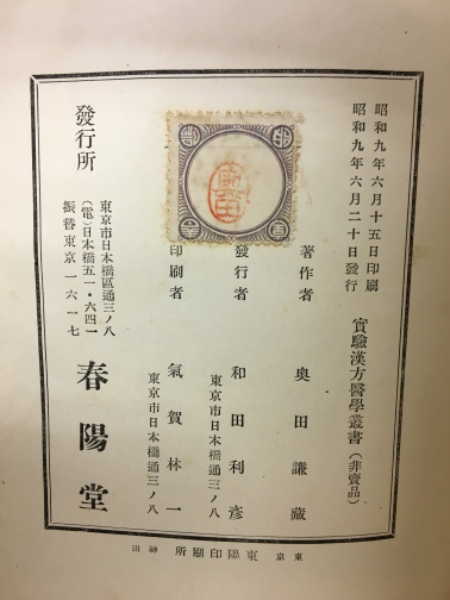 昭和九年六月十五日印刷
昭和九年六月二十日發行
實驗漢方醫學叢書(非賣品)
著作者 奥田謙藏
發行者 和田利彦
東京市日本橋通三ノ八
印刷者 氣賀林一
東京市日本橋通三ノ八
發行所
東京市日本橋區通三ノ八
(電)日本橋五一・六四一
振替東京一六一七
春陽堂
東京 東陽印刷所 神田
奥田